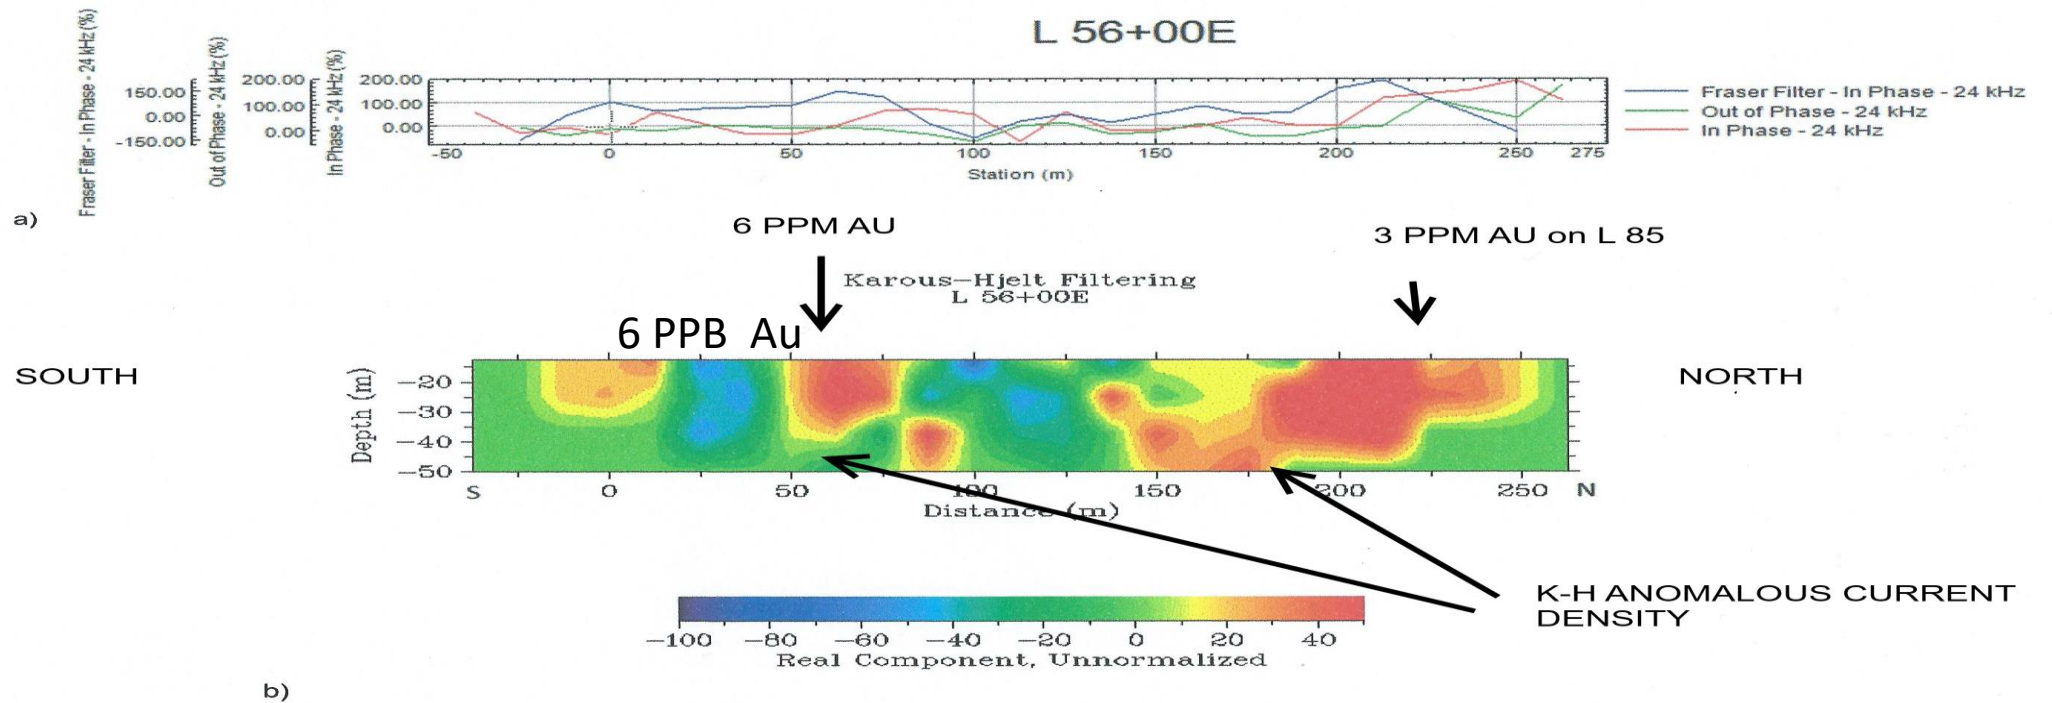 L 56+00E
Fraser Filter - In Phase - 24 kHz (%)
150.00
0.00
-150.00
Out of Phase - 24 kHz (%)
200.00
100.00
0.00
In Phase - 24 kHz (%)
200.00
100.00
0.00
-50 0 50 100 150 200 250 275
Station (m)
Fraser Filter - In Phase - 24 kHz
Out of Phase - 24 kHz
In Phase - 24 kHz
a)
6 PPM AU
3 PPM AU on L 85
Karous-Hjelt Filtering
L 56+00E
6 PPB Au
SOUTH
NORTH
Depth (m)
-20
-30
-40
-50
S 0 50 100 150 200 250 N
Distance (m)
K-H ANOMALOUS CURRENT
DENSITY
-100 -80 -60 -40 -20 0 20 40
Real Component, Unnormalized
b)